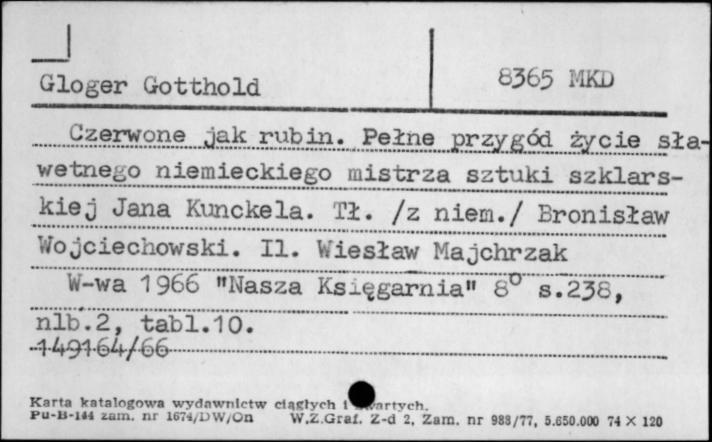 Gloger Gotthold
8365 MKD
Czerwone jak rubin. Pełne przygód życie sła-
wetnego niemieckiego mistrza sztuki szklars-
kiej Jana Kunckela. Tł. /z niem./ Bronisław
Wojciechowski. Il. Wiesław Majchrzak
W-wa 1966 "Nasza Księgarnia" 8° s.238,
nlb.2, tabl.10.
149164/66
Karta katalogowa wydawnictw ciągłych i
Pu-B-144 zam. nr 1674/DW/On W.Z.Graf. Z-d 2, Zam. nr 988/77, 5.650.000 74 X 120